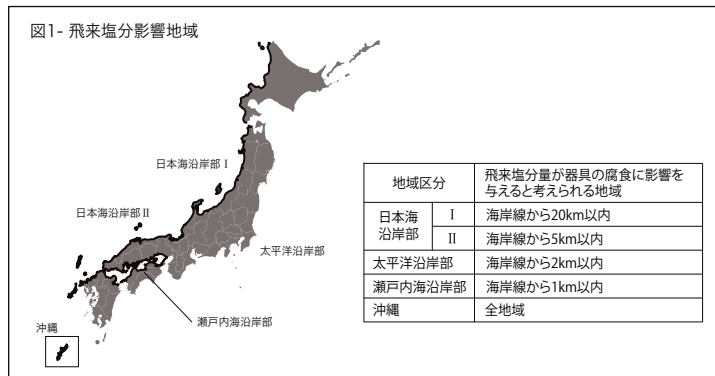 図1- 飛来塩分影響地域
日本海沿岸部 I
日本海沿岸部 II
太平洋沿岸部
瀬戸内海沿岸部
沖縄
地域区分
飛来塩分量が器具の腐食に影響を
与えると考えられる地域
日本海
沿岸部
I
海岸線から20km以内
II
海岸線から5km以内
太平洋沿岸部
海岸線から2km以内
瀬戸内海沿岸部
海岸線から1km以内
沖縄
全地域